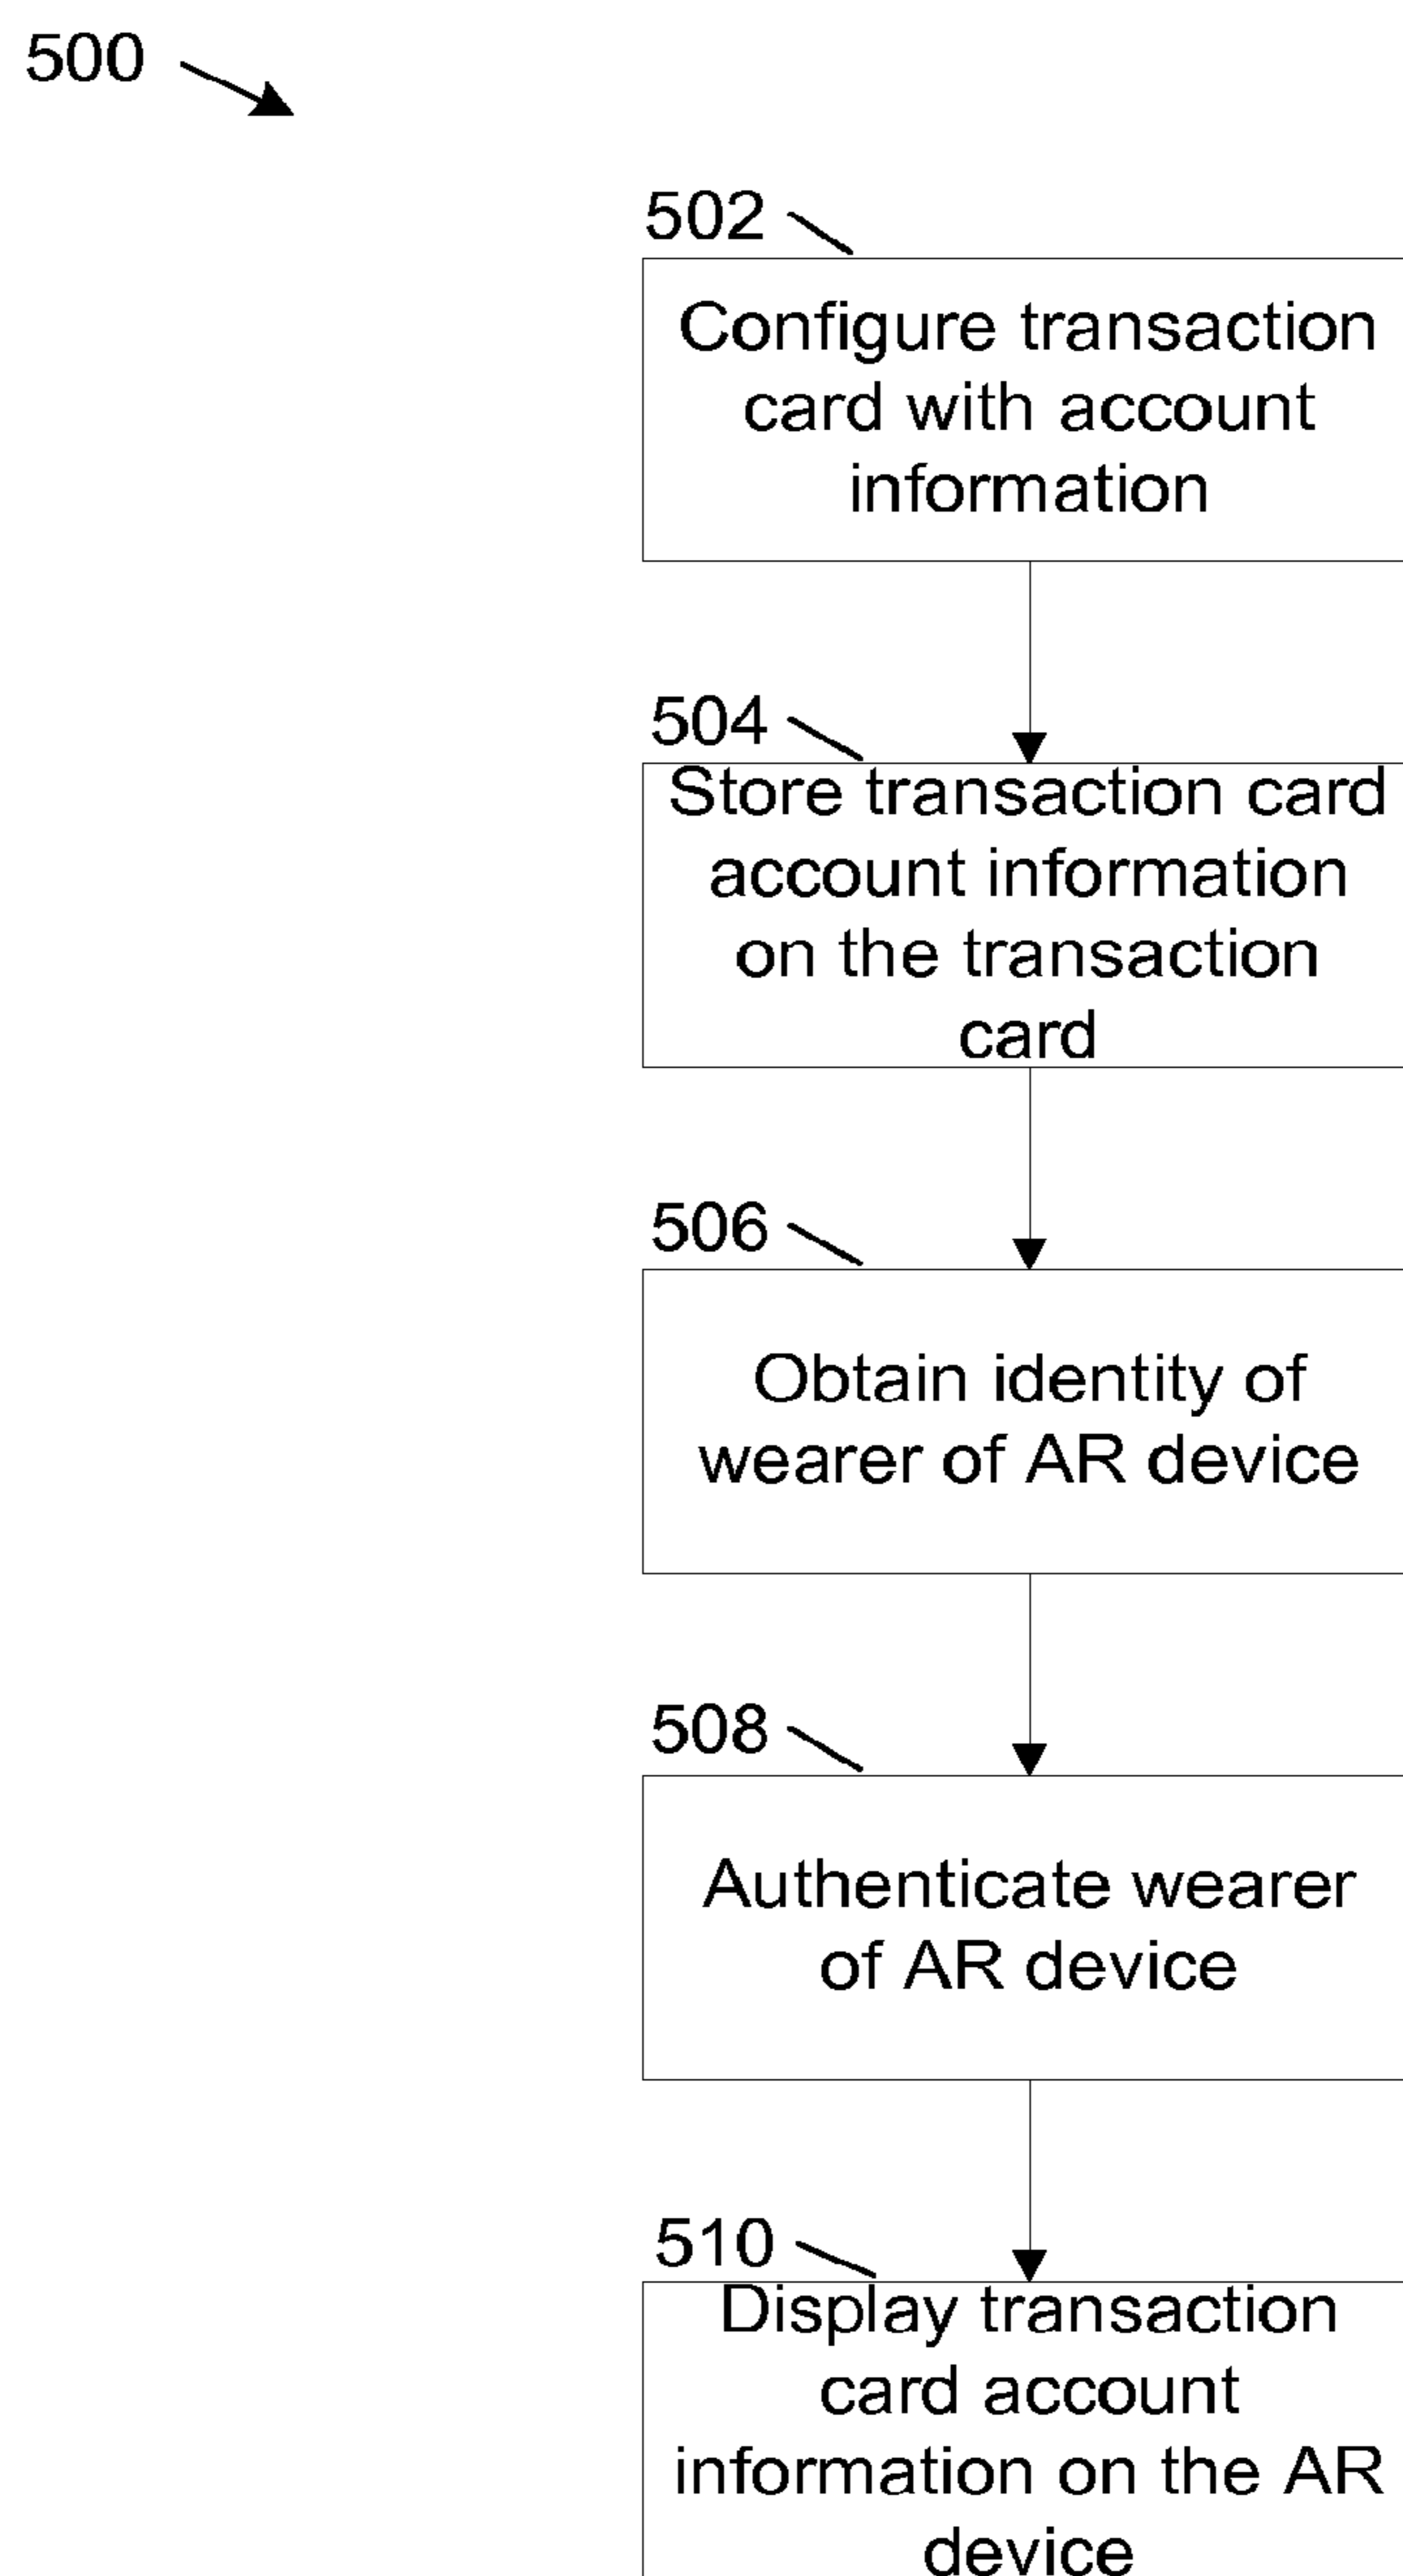 500
502
Configure transaction
card with account
information
504
Store transaction card
account information
on the transaction
card
506
Obtain identity of
wearer of AR device
508
Authenticate wearer
of AR device
510
Display transaction
card account
information on the AR
device